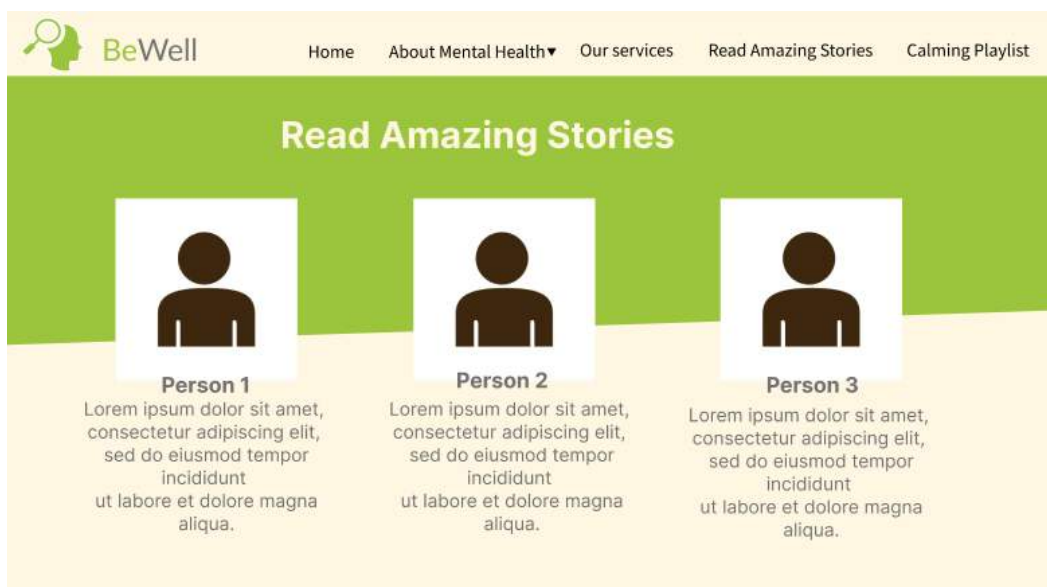 BeWell
Home About Mental Health▾ Our services Read Amazing Stories Calming Playlist
Read Amazing Stories
Person 1
Lorem ipsum dolor sit amet,
consectetur adipiscing elit,
sed do eiusmod tempor
incididunt
ut labore et dolore magna
aliqua.
Person 2
Lorem ipsum dolor sit amet,
consectetur adipiscing elit,
sed do eiusmod tempor
incididunt
ut labore et dolore magna
aliqua.
Person 3
Lorem ipsum dolor sit amet,
consectetur adipiscing elit,
sed do eiusmod tempor
incididunt
ut labore et dolore magna
aliqua.